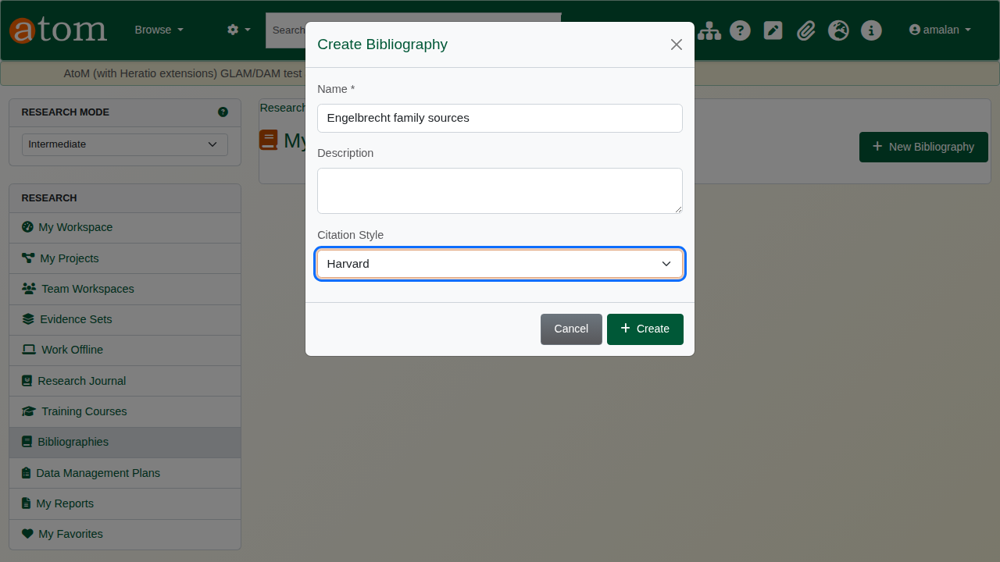 atom
Browse
Search
amalan
AtoM (with Heratio extensions) GLAM/DAM test
RESEARCH MODE
Intermediate
RESEARCH
My Workspace
My Projects
Team Workspaces
Evidence Sets
Work Offline
Research Journal
Training Courses
Bibliographies
Data Management Plans
My Reports
My Favorites
Research
My
New Bibliography
Create Bibliography
Name *
Engelbrecht family sources
Description
Citation Style
Harvard
Cancel
Create